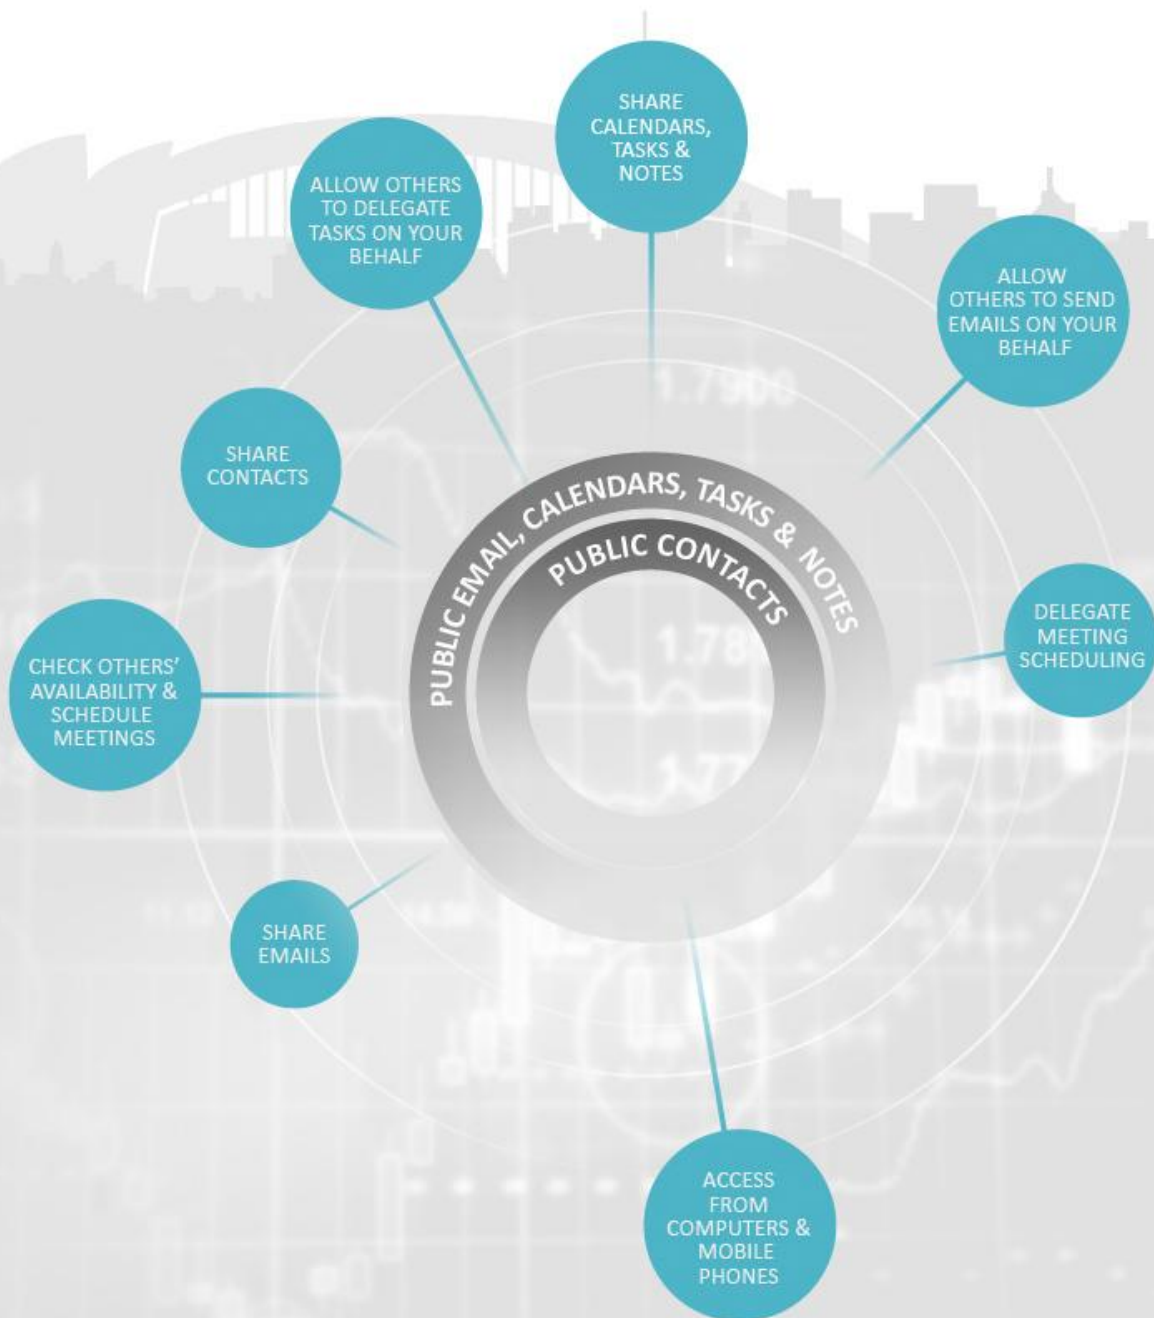 SHARE
CALENDARS,
TASKS &
NOTES
ALLOW OTHERS
TO DELEGATE
TASKS ON YOUR
BEHALF
ALLOW
OTHERS TO SEND
EMAILS ON YOUR
BEHALF
1.7900
SHARE
CONTACTS
PUBLIC EMAIL, CALENDARS, TASKS & NOTES
PUBLIC CONTACTS
DELEGATE
MEETING
SCHEDULING
CHECK OTHERS’
AVAILABILITY &
SCHEDULE
MEETINGS
SHARE
EMAILS
ACCESS
FROM
COMPUTERS &
MOBILE
PHONES